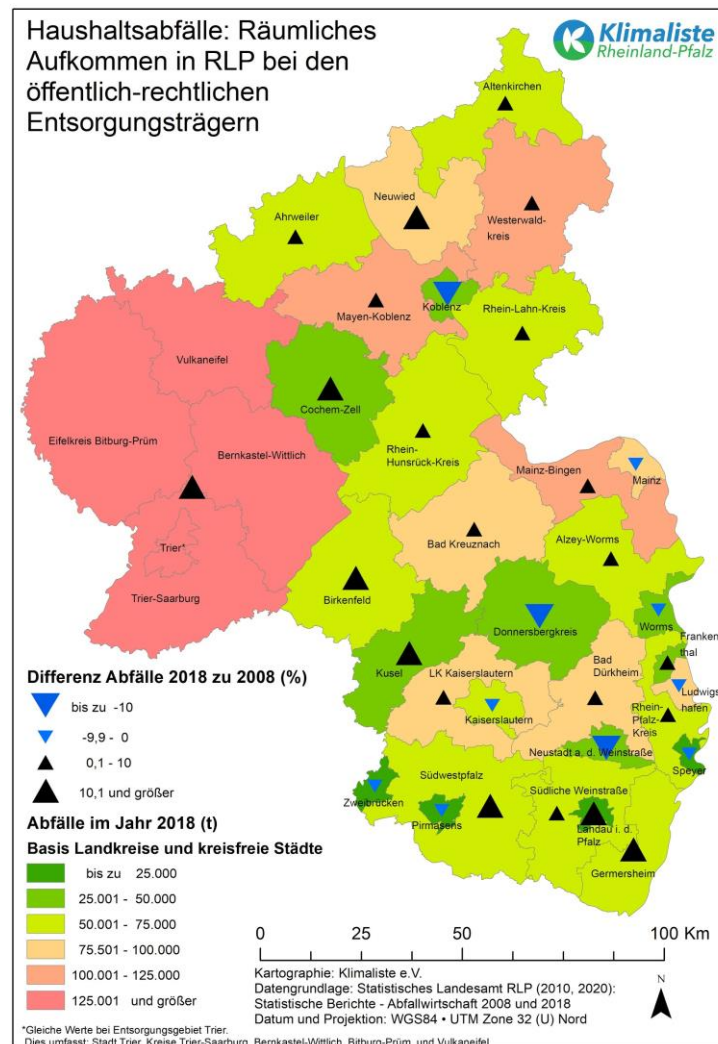 Haushaltsabfälle: Räumliches
Aufkommen in RLP bei den
öffentlich-rechtlichen
Entsorgungsträgern
Klimaliste
Rheinland-Pfalz
Altenkirchen
Neuwied
Westerwald-
kreis
Ahrweiler
Mayen-Koblenz
Koblenz
Rhein-Lahn-Kreis
Vulkaneifel
Cochem-Zell
Eifelkreis Bitburg-Prüm
Bernkastel-Wittlich
Rhein-
Hunsrück-Kreis
Mainz-Bingen
Mainz
Bad Kreuznach
Alzey-Worms
Trier*
Trier-Saarburg
Birkenfeld
Donnersbergkreis
Worms
Franken
thal
Kusel
LK Kaiserslautern
Bad
Dürkheim
Ludwigs
hafen
Kaiserslautern
Rhein-
Pfalz-
Kreis
Neustadt a. d. Weinstraße
Speyer
Südwestpfalz
Zweibrücken
Pirmasens
Südliche Weinstraße
Landau i. d.
Pfalz
Germersheim
Differenz Abfälle 2018 zu 2008 (%)
bis zu -10
-9,9 - 0
0,1 - 10
10,1 und größer
Abfälle im Jahr 2018 (t)
Basis Landkreise und kreisfreie Städte
bis zu 25.000
25.001 - 50.000
50.001 - 75.000
75.501 - 100.000
100.001 - 125.000
125.001 und größer
0 25 50 100 Km
Kartographie: Klimaliste e.V.
Datengrundlage: Statistisches Landesamt RLP (2010, 2020):
Statistische Berichte - Abfallwirtschaft 2008 und 2018
Datum und Projektion: WGS84 • UTM Zone 32 (U) Nord
N
*Gleiche Werte bei Entsorgungsgebiet Trier.
Dies umfasst: Stadt Trier, Kreise Trier-Saarburg, Bernkastel-Wittlich, Bitburg-Prüm, und Vulkaneifel